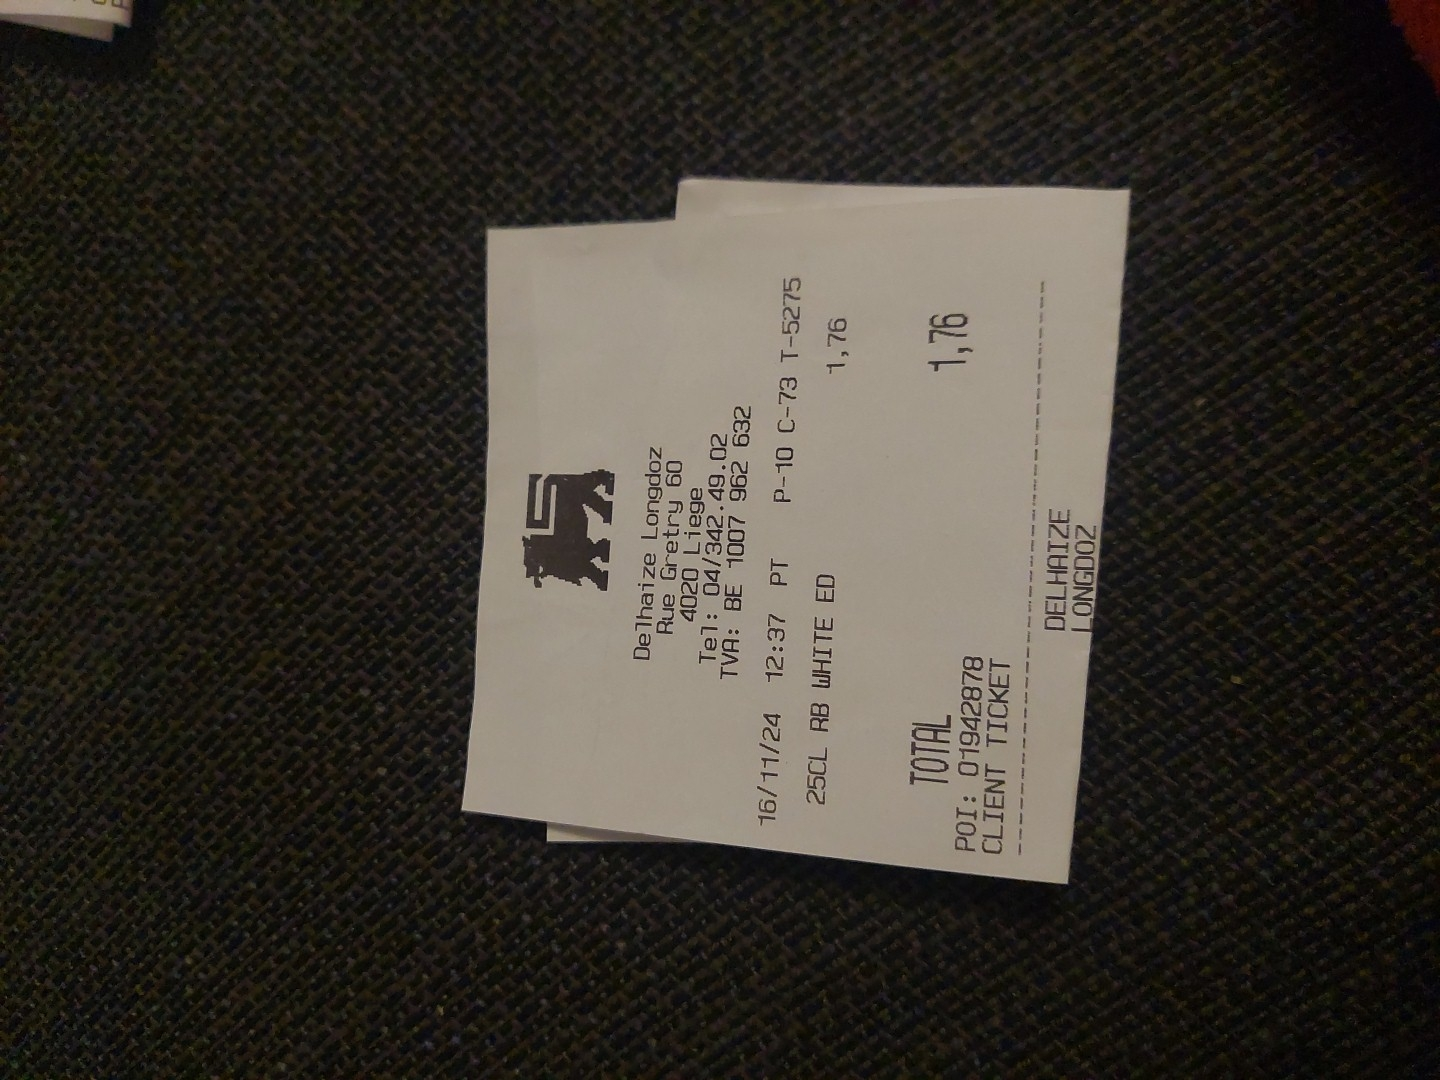 Delhaize Longdoz
Rue Gretry 60
4020 Liege
Tel: 04/342.49.02
TVA: BE 1007 962 632
16/11/24 12:37 PT P-10 C-73 T-5275
25CL RB WHITE ED 1,76
TOTAL 1,76
POI: 01942878
CLIENT TICKET
--------------------------------
DELHAIZE
LONGDOZ